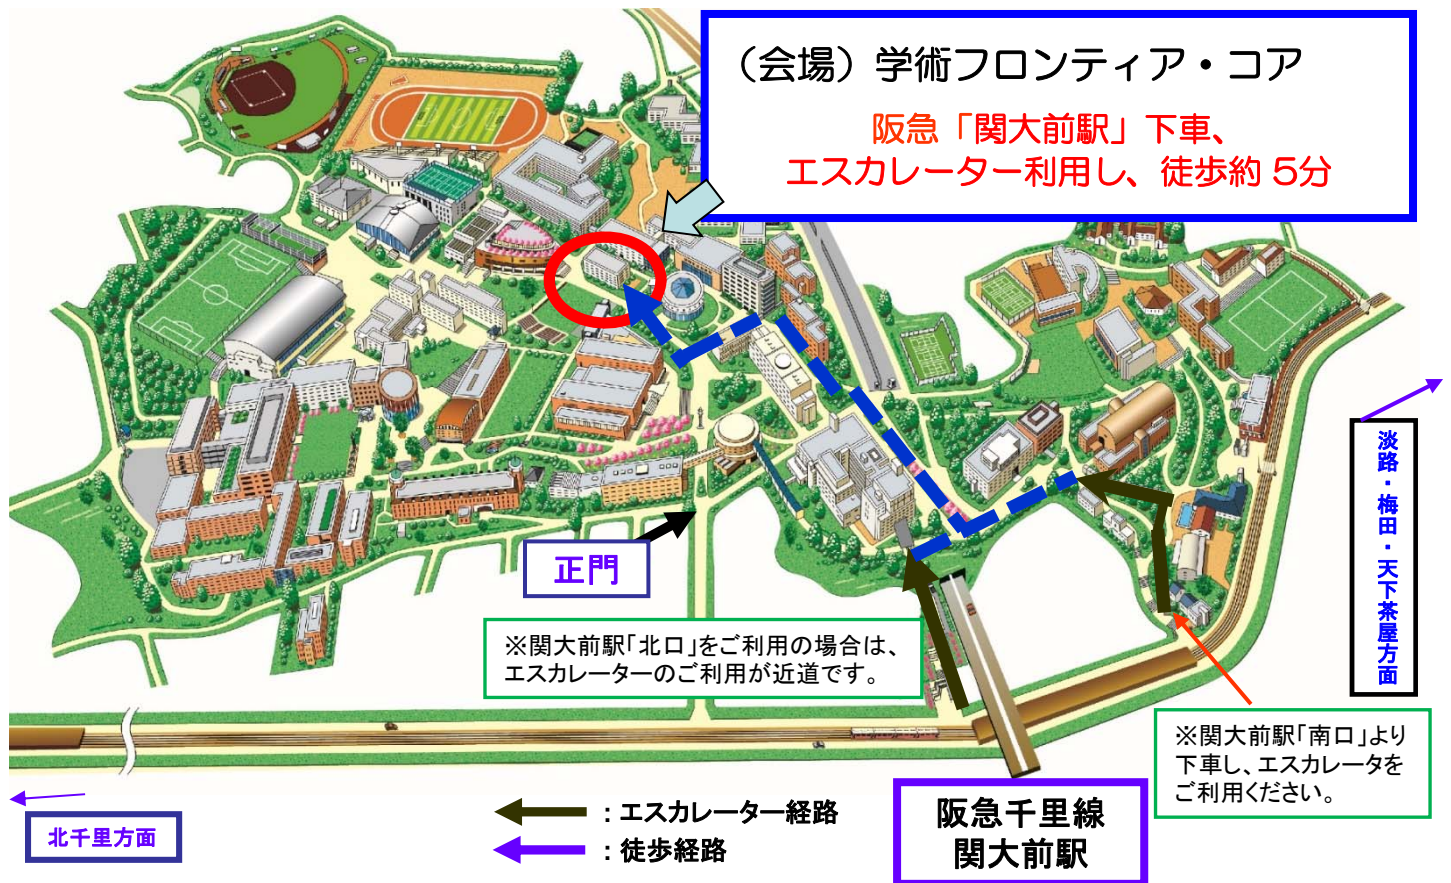 （会場）学術フロンティア・コア
阪急「関大前駅」下車、
エスカレーター利用し、徒歩約 5分
淡路・梅田・天下茶屋方面
正門
※関大前駅「北口」をご利用の場合は、
エスカレーターのご利用が近道です。
※関大前駅「南口」より
下車し、エスカレータを
ご利用ください。
阪急千里線
関大前駅
：エスカレーター経路
：徒歩経路
北千里方面